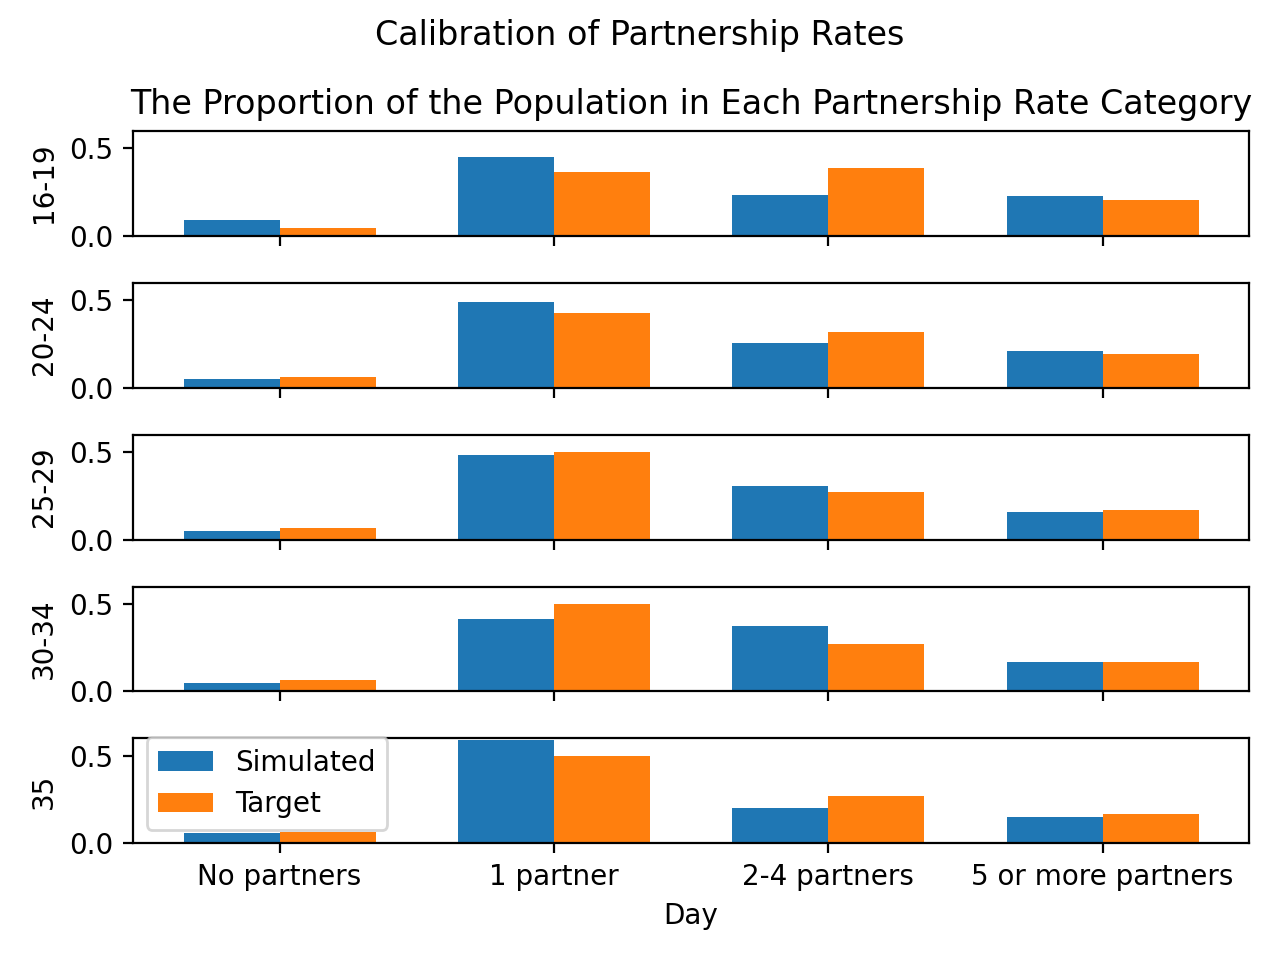 Calibration of Partnership Rates
The Proportion of the Population in Each Partnership Rate Category
16-19
0.5
0.0
20-24
0.5
0.0
25-29
0.5
0.0
30-34
0.5
0.0
35
0.5
0.0
Simulated
Target
No partners 1 partner 2-4 partners 5 or more partners
Day